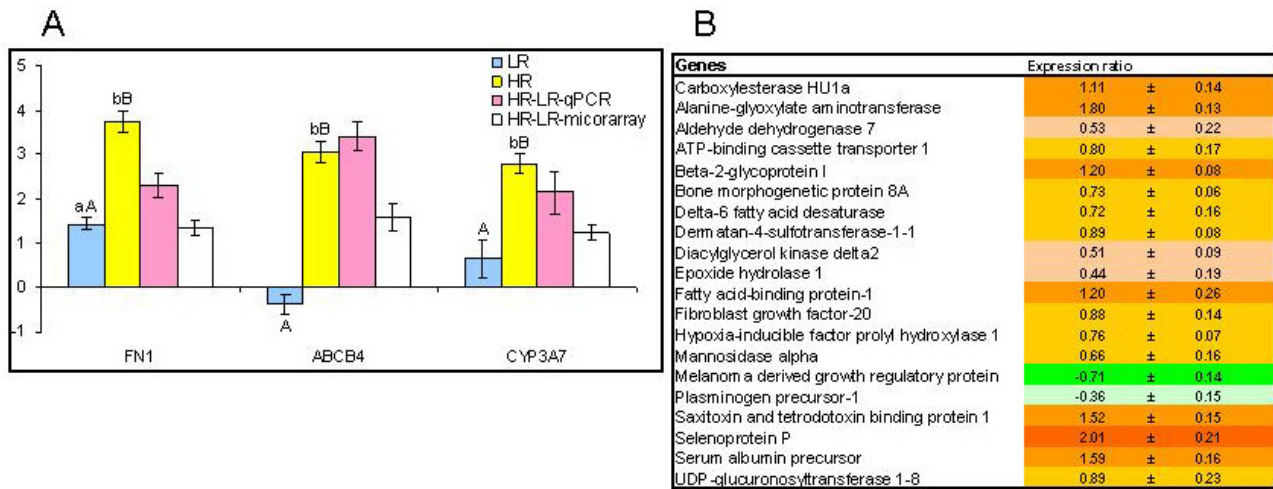 A
B
5
4
3
2
1
0
-1
LR
HR
HR-LR-qPCR
HR-LR-micorarray
aA
bB
A
bB
A
bB
FN1
ABCB4
CYP3A7
Genes Expression ratio
Carboxylesterase HU1a 1.11 ± 0.14
Alanine-glyoxylate aminotransferase 1.80 ± 0.13
Aldehyde dehydrogenase 7 0.53 ± 0.22
ATP-binding cassette transporter 1 0.80 ± 0.17
Beta-2-glycoprotein I 1.20 ± 0.08
Bone morphogenetic protein 8A 0.73 ± 0.06
Delta-6 fatty acid desaturase 0.72 ± 0.16
Dermatan-4-sulfotransferase-1-1 0.89 ± 0.08
Diacylglycerol kinase delta2 0.51 ± 0.09
Epoxide hydrolase 1 0.44 ± 0.19
Fatty acid-binding protein-1 1.20 ± 0.26
Fibroblast growth factor-20 0.88 ± 0.14
Hypoxia-inducible factor prolyl hydroxylase 1 0.76 ± 0.07
Mannosidase alpha 0.66 ± 0.16
Melanoma derived growth regulatory protein -0.71 ± 0.14
Plasminogen precursor-1 -0.36 ± 0.15
Saxitoxin and tetrodotoxin binding protein 1 1.52 ± 0.15
Selenoprotein P 2.01 ± 0.21
Serum albumin precursor 1.59 ± 0.16
UDP-glucuronosyltransferase 1-8 0.89 ± 0.23